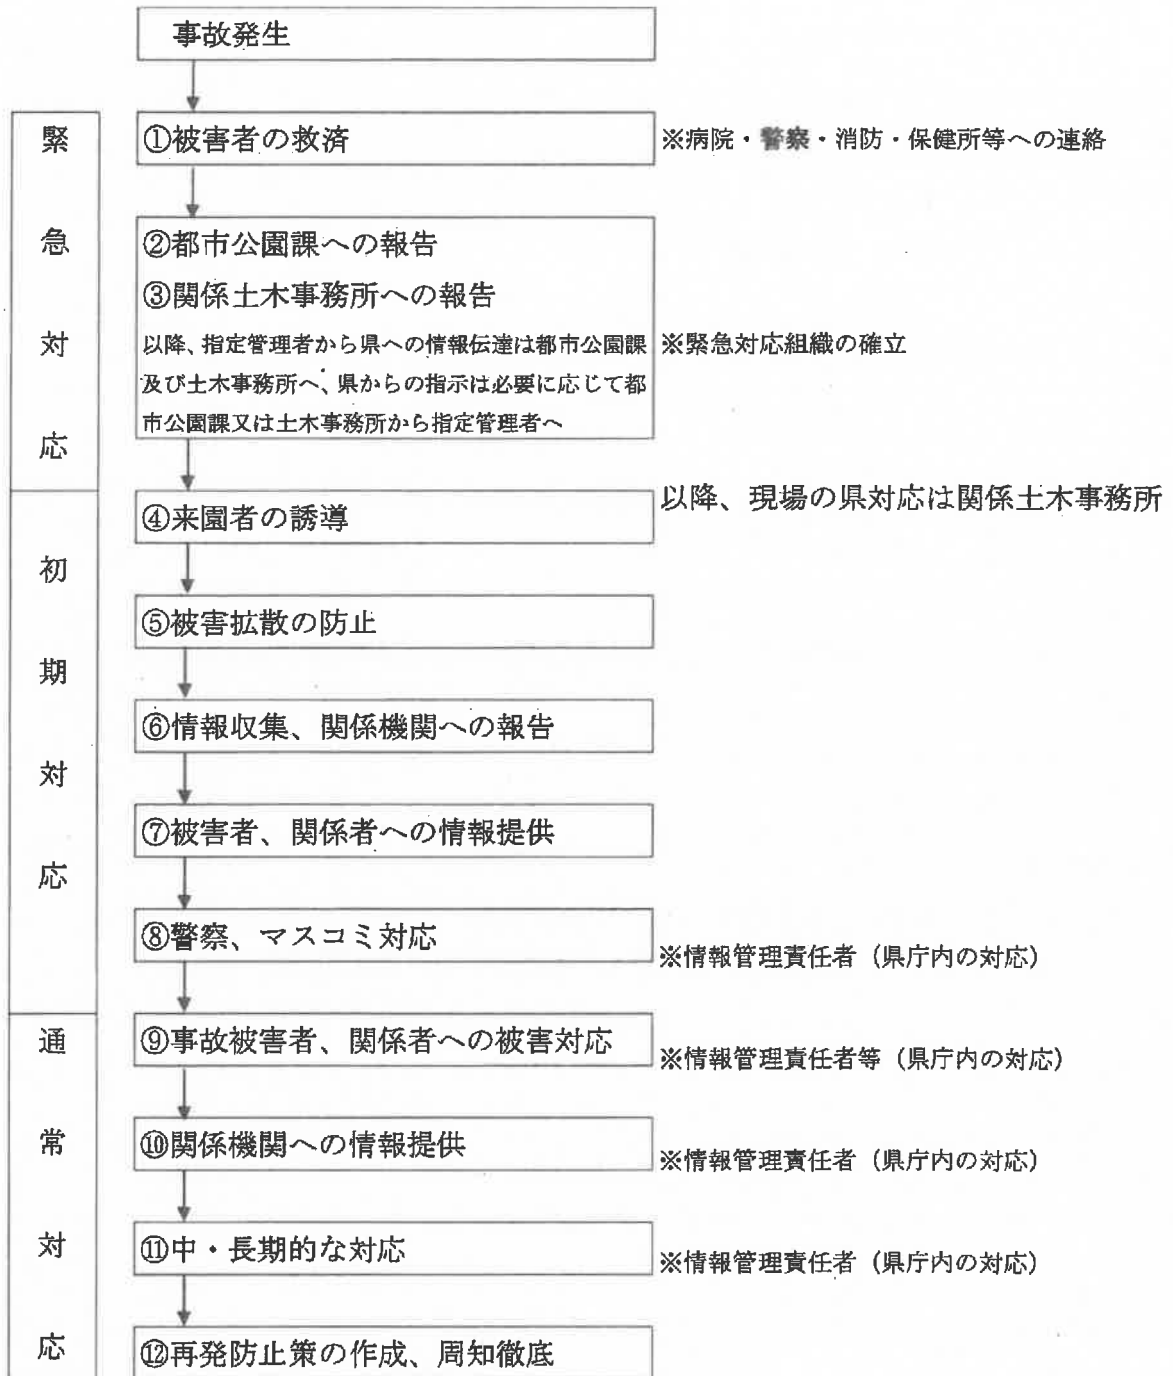 事故発生
緊急対応
①被害者の救済
※病院・警察・消防・保健所等への連絡
②都市公園課への報告
③関係土木事務所への報告
以降、指定管理者から県への情報伝達は都市公園課
及び土木事務所へ、県からの指示は必要に応じて都
市公園課又は土木事務所から指定管理者へ
※緊急対応組織の確立
初期対応
④来園者の誘導
以降、現場の県対応は関係土木事務所
⑤被害拡散の防止
⑥情報収集、関係機関への報告
⑦被害者、関係者への情報提供
⑧警察、マスコミ対応
※情報管理責任者（県庁内の対応）
通常対応
⑨事故被害者、関係者への被害対応
※情報管理責任者等（県庁内の対応）
⑩関係機関への情報提供
※情報管理責任者（県庁内の対応）
⑪中・長期的な対応
※情報管理責任者（県庁内の対応）
⑫再発防止策の作成、周知徹底